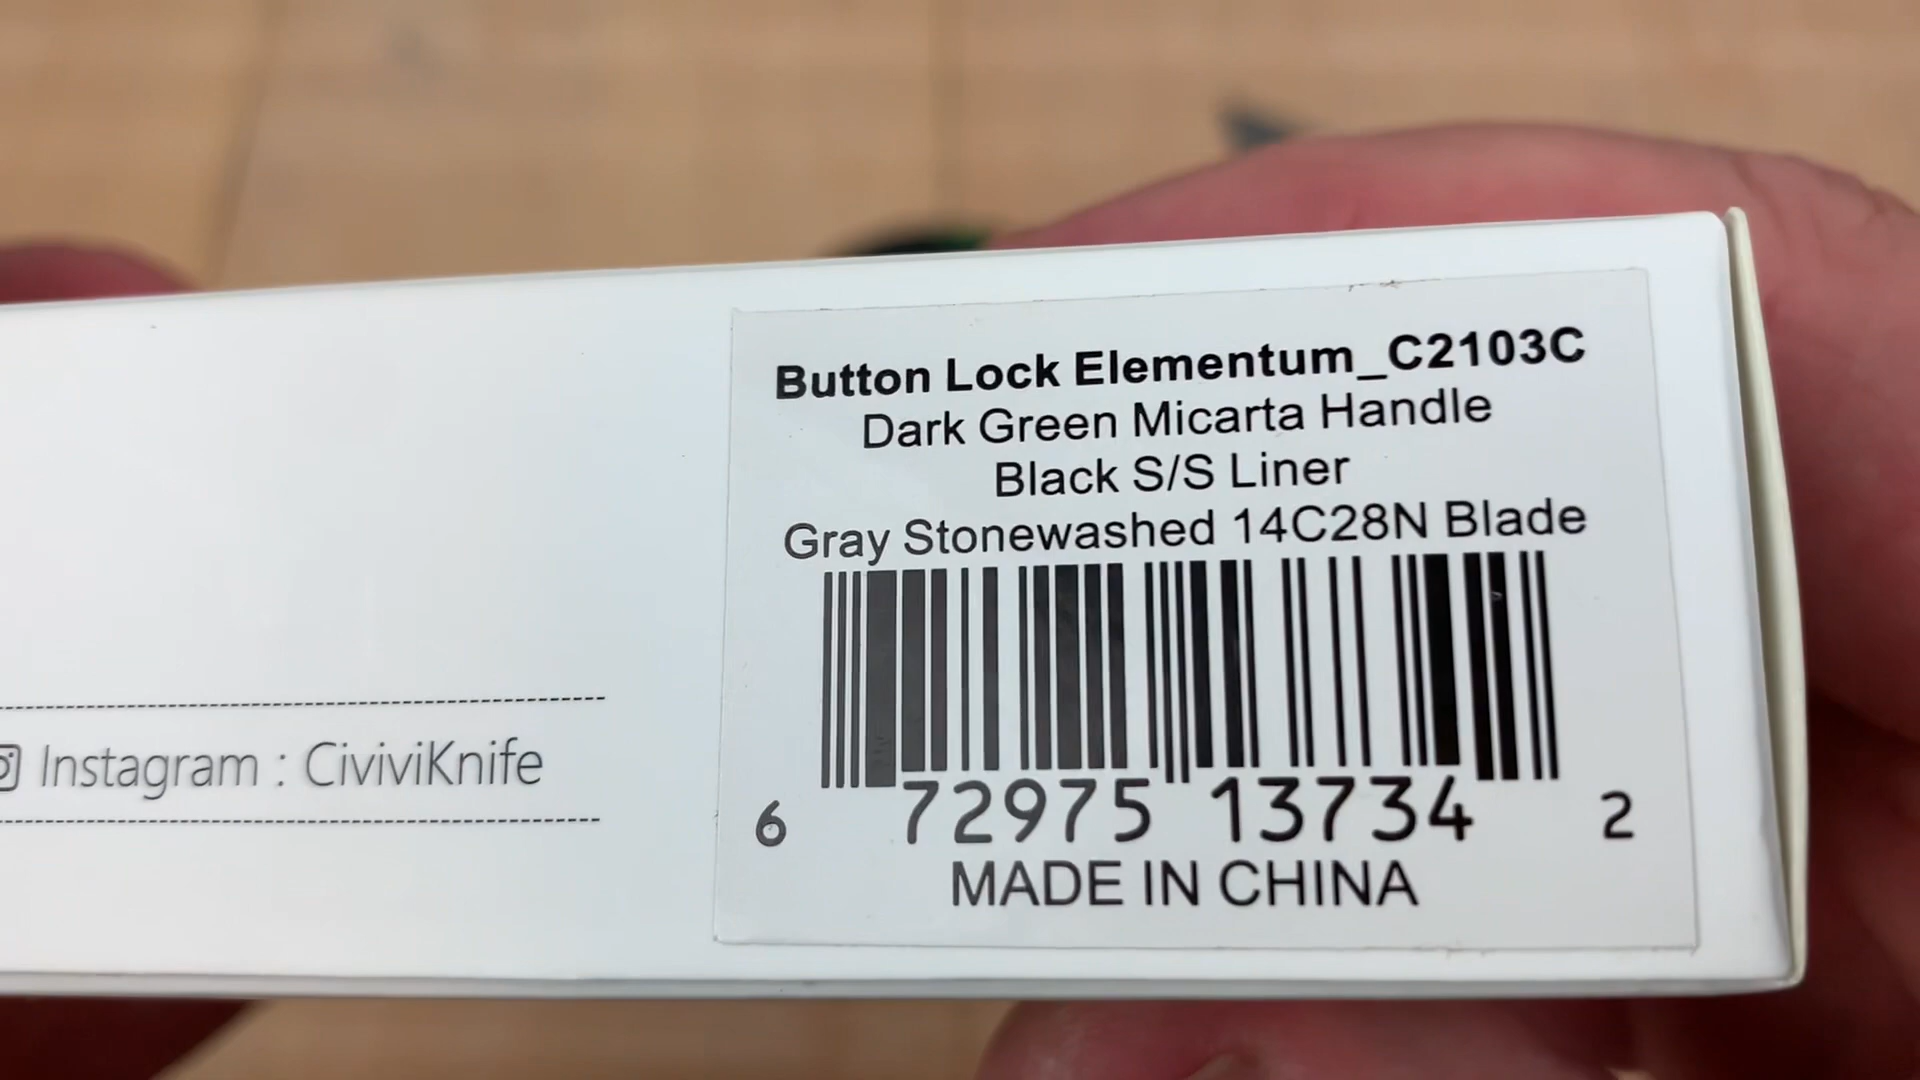 Button Lock Elementum_C2103C
Dark Green Micarta Handle
Black S/S Liner
Gray Stonewashed 14C28N Blade
6 72975 13734 2
MADE IN CHINA
Instagram : CiviviKnife